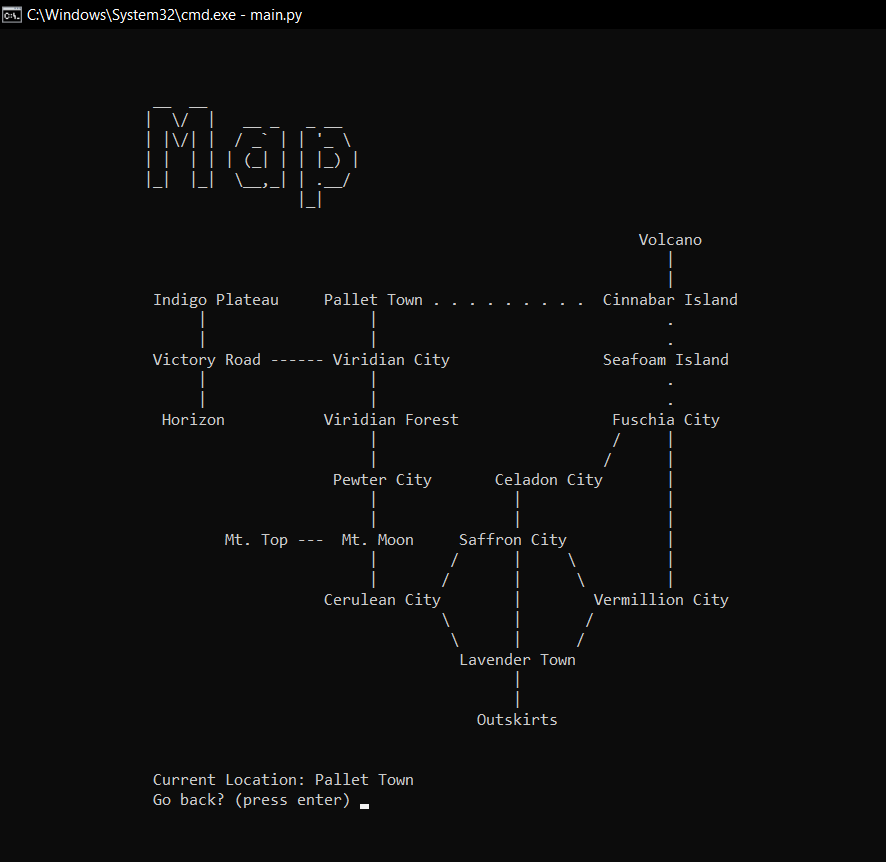 C:\Windows\System32\cmd.exe - main.py
Map
Volcano
Indigo Plateau Pallet Town . . . . . . . . . Cinnabar Island
Victory Road ------ Viridian City Seafoam Island
Horizon Viridian Forest Fuschia City
Pewter City Celadon City
Mt. Top --- Mt. Moon Saffron City
Cerulean City Vermillion City
Lavender Town
Outskirts
Current Location: Pallet Town
Go back? (press enter)